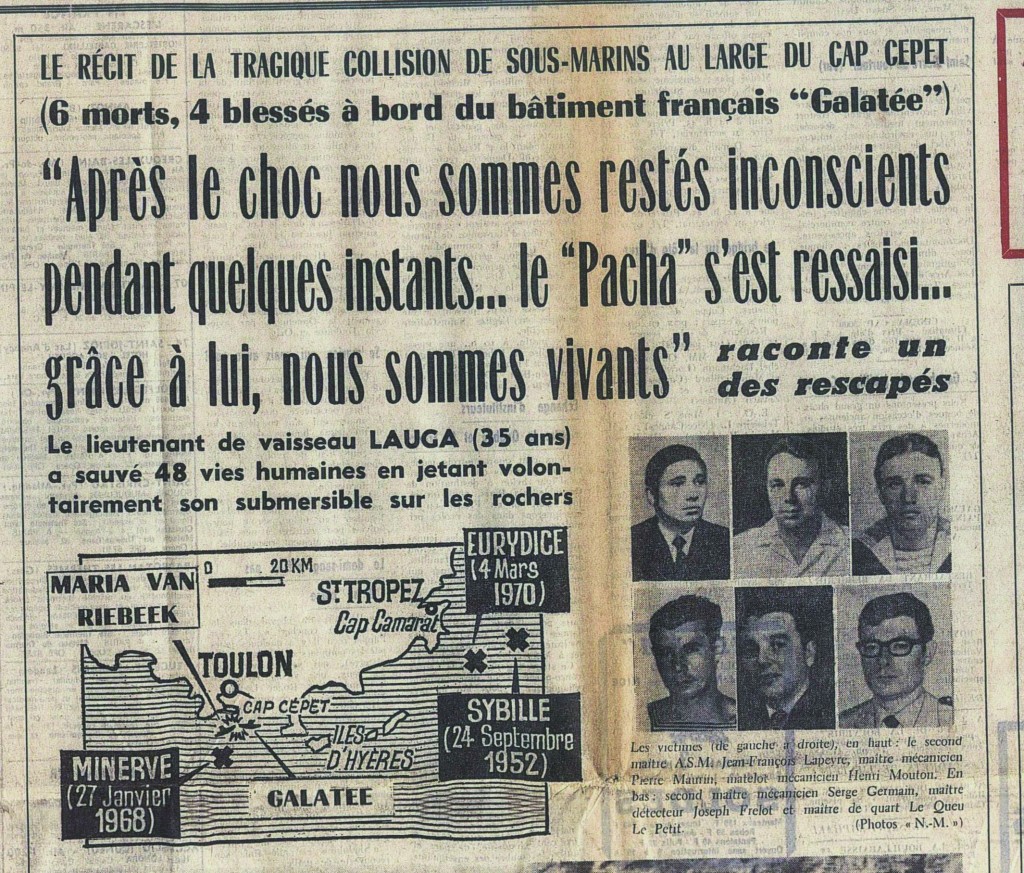 LE RÉCIT DE LA TRAGIQUE COLLISION DE SOUS-MARINS AU LARGE DU CAP CEPET
(6 morts, 4 blessés à bord du bâtiment français “Galatée”)
“Après le choc nous sommes restés inconscients
pendant quelques instants... le “Pacha” s'est ressaisi...
grâce à lui, nous sommes vivants”
raconte un
des rescapés
Le lieutenant de vaisseau LAUGA (35 ans)
a sauvé 48 vies humaines en jetant volon-
tairement son submersible sur les rochers
MARIA VAN
RIEBEEK
0 20 KM
ST TROPEZ
Cap Camarat
EURYDICE
(4 Mars
1970)
TOULON
CAP CÉPET
ILES
D'HYÈRES
SYBILLE
(24 Septembre
1952)
MINERVE
(27 Janvier
1968)
GALATEE
Les victimes (de gauche à droite), en haut : le second
maître A.S.M. Jean-François Lapeyre, maître mécanicien
Pierre Maurin, matelot mécanicien Henri Mouton. En
bas : second maître mécanicien Serge Germain, maître
détecteur Joseph Frelot et maître de quart Le Queu
Le Petit.
(Photos « N.-M. »)